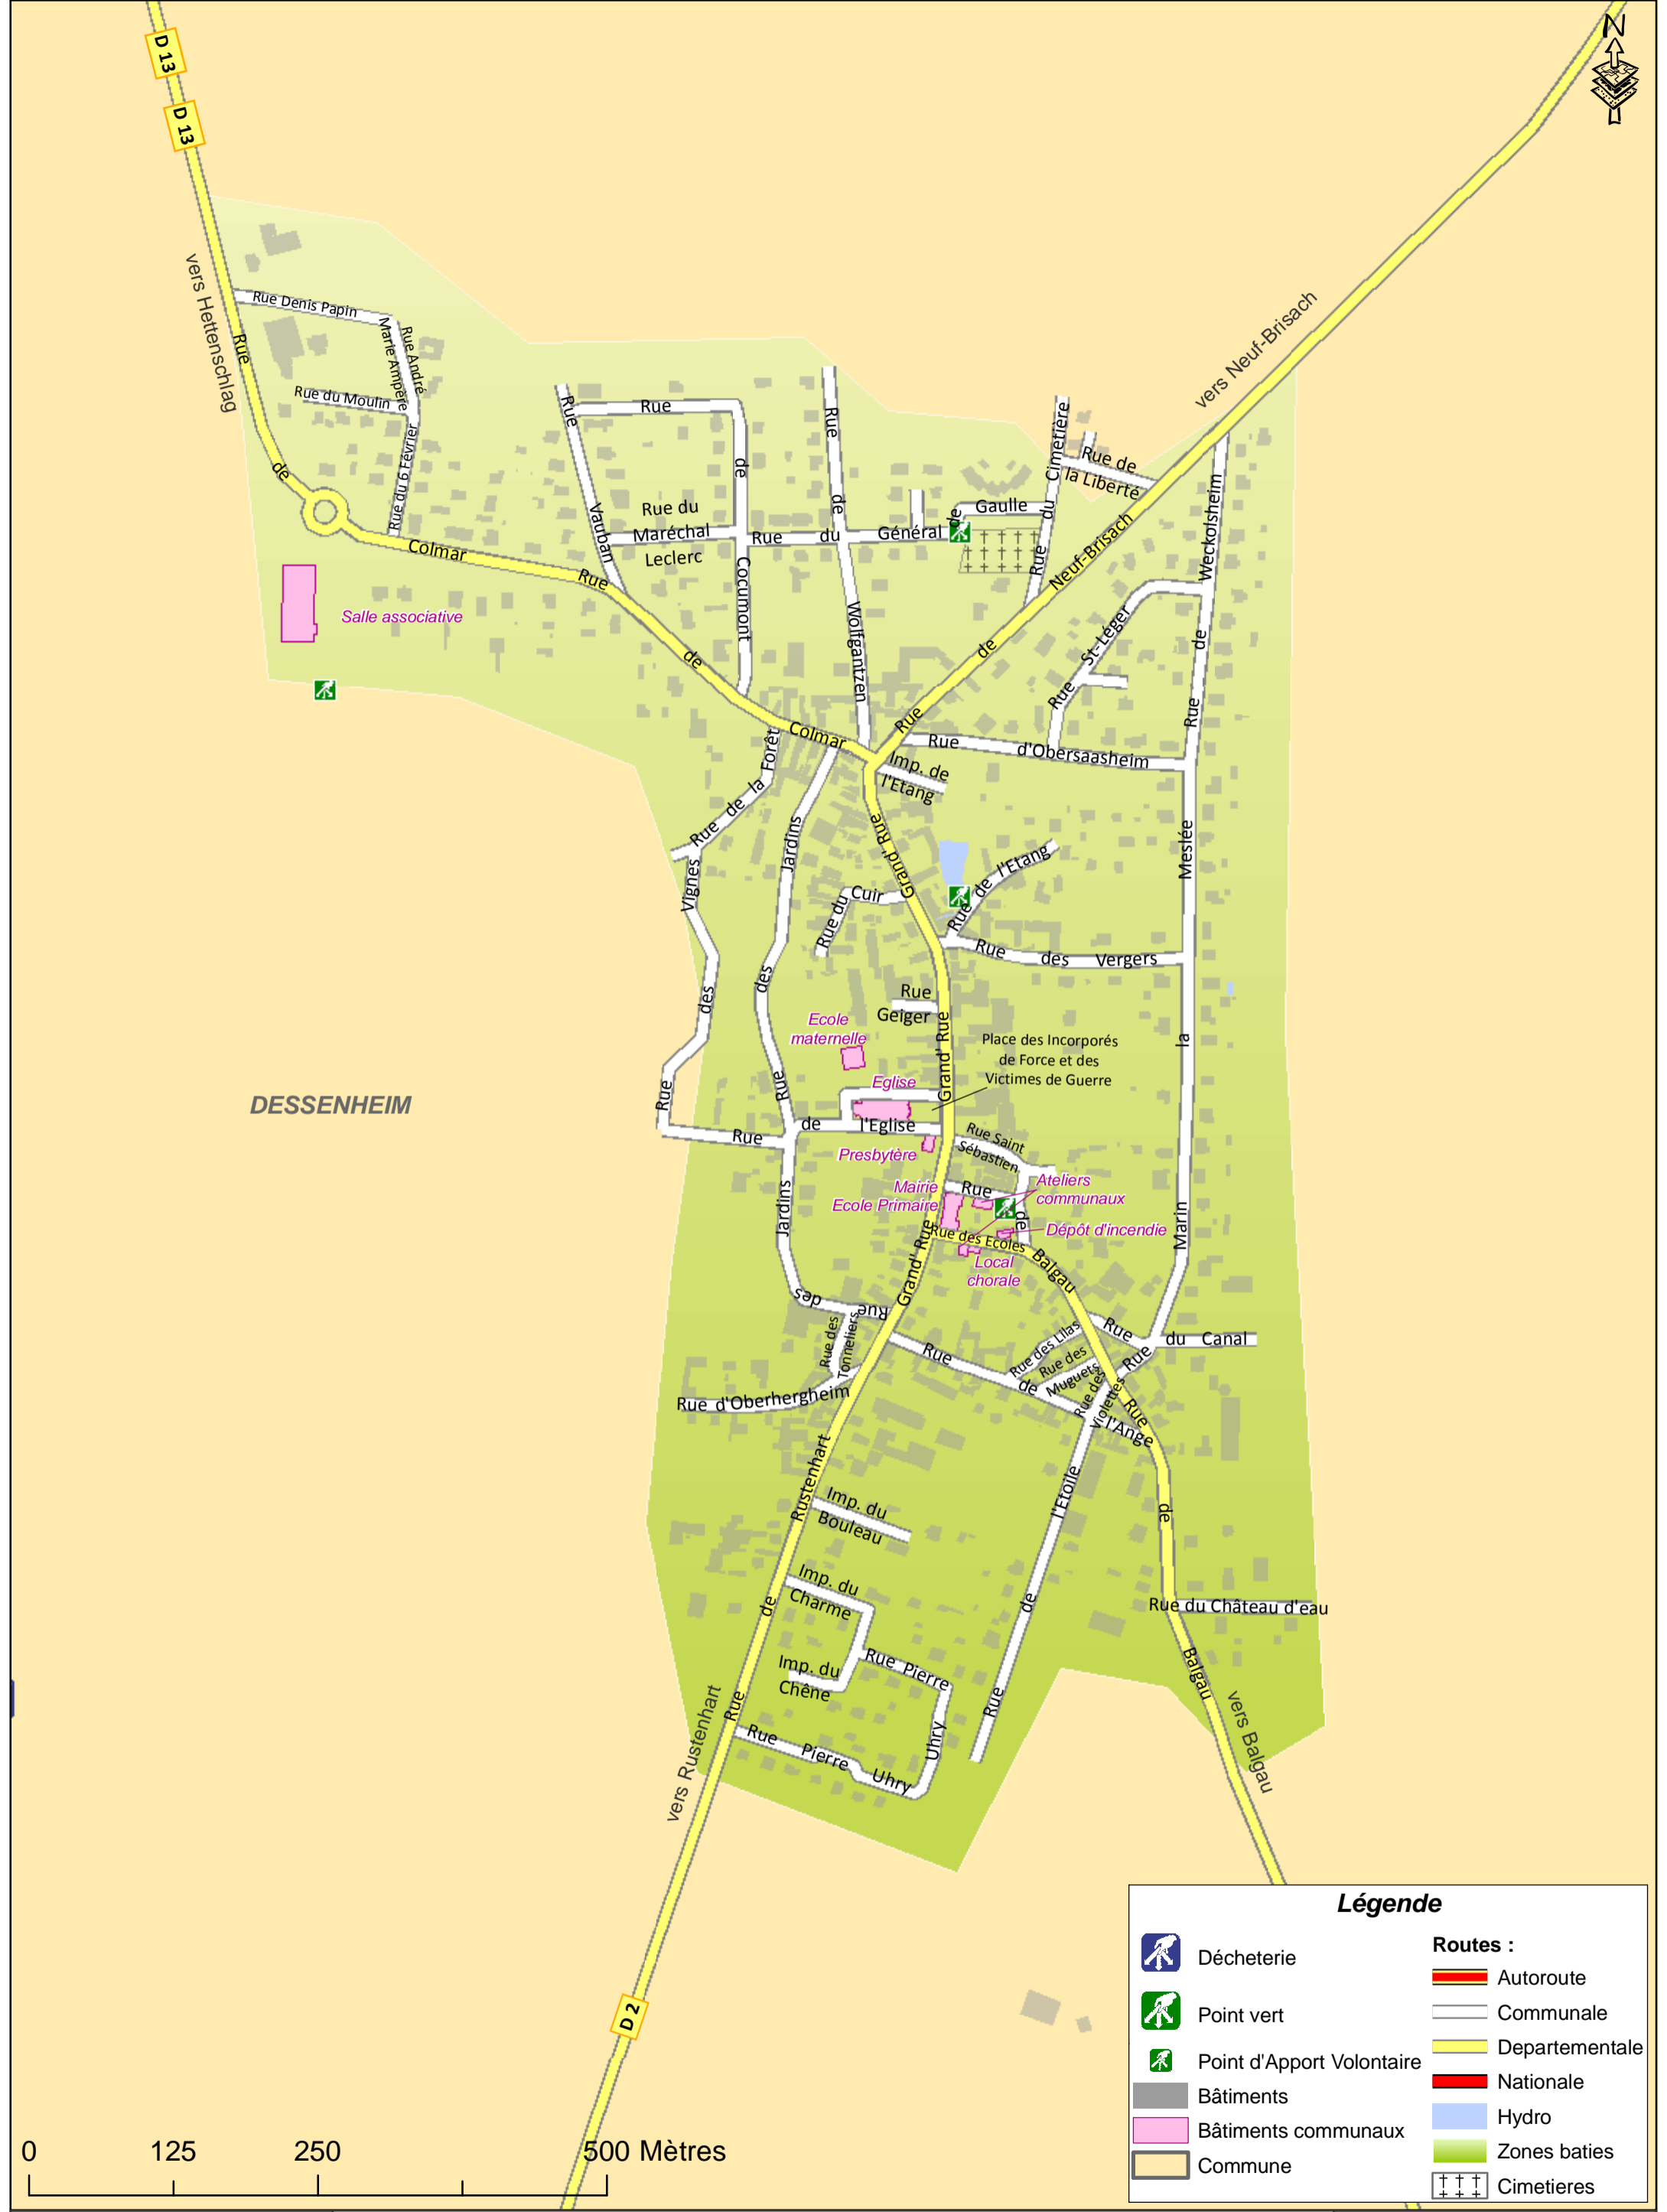 N
D 13
D 13
vers Hettenschlag
vers Neuf-Brisach
Rue Denis Papin
Rue André
Marie Ampère
Rue du Moulin
Rue du 6 Février
Rue
de
Colmar
Rue
de
Colmar
Salle associative
Rue
Vauban
Rue
de
Cocumont
Rue du
Maréchal
Leclerc
Rue
de
Wolfgantzen
Rue du Général
de
Gaulle
Rue
du
Cimetière
Rue de
la Liberté
Rue
de
Neuf-Brisach
Rue
St-Léger
Weckolsheim
de
Rue
Rue d'Obersaasheim
Imp. de
l'Etang
Rue de la Forêt
Jardins
des
Rue
Vignes
des
Rue
Rue
Grand' Rue
Rue du Cuir
Rue de l'Etang
Rue des Vergers
Meslée
la
Marin
Rue
Rue
Geiger
Grand' Rue
Ecole
maternelle
Place des Incorporés
de Force et des
Victimes de Guerre
Eglise
de l'Eglise
DESSENHEIM
Presbytère
Rue Saint
Sébastien
Mairie
Ecole Primaire
Rue
de
Ateliers
communaux
Dépôt d'incendie
Rue des Ecoles
Balgau
Local
chorale
Grand' Rue
Jardins
des
Rue
Rue des
Tonneliers
Rue d'Oberhergheim
Rue
de
l'Ange
Rue des Lilas
Rue des
Muguets
Rue des
Violettes
Rue
du Canal
Rue
de
Balgau
l'Etoile
de
Rue
Rustenhart
de
Rue
Imp. du
Bouleau
Imp. du
Charme
Imp. du
Chêne
Rue Pierre
Uhry
Rue Pierre Uhry
Rue du Château d'eau
vers Rustenhart
vers Balgau
D 2
0 125 250 500 Mètres
Légende
Décheterie
Point vert
Point d'Apport Volontaire
Bâtiments
Bâtiments communaux
Commune
Routes :
Autoroute
Communale
Departementale
Nationale
Hydro
Zones baties
Cimetieres